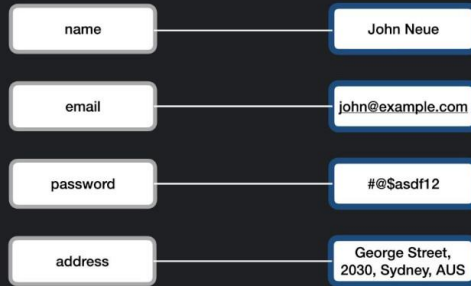 name
John Neue
email
john@example.com
password
#@$asdf12
address
George Street,
2030, Sydney, AUS